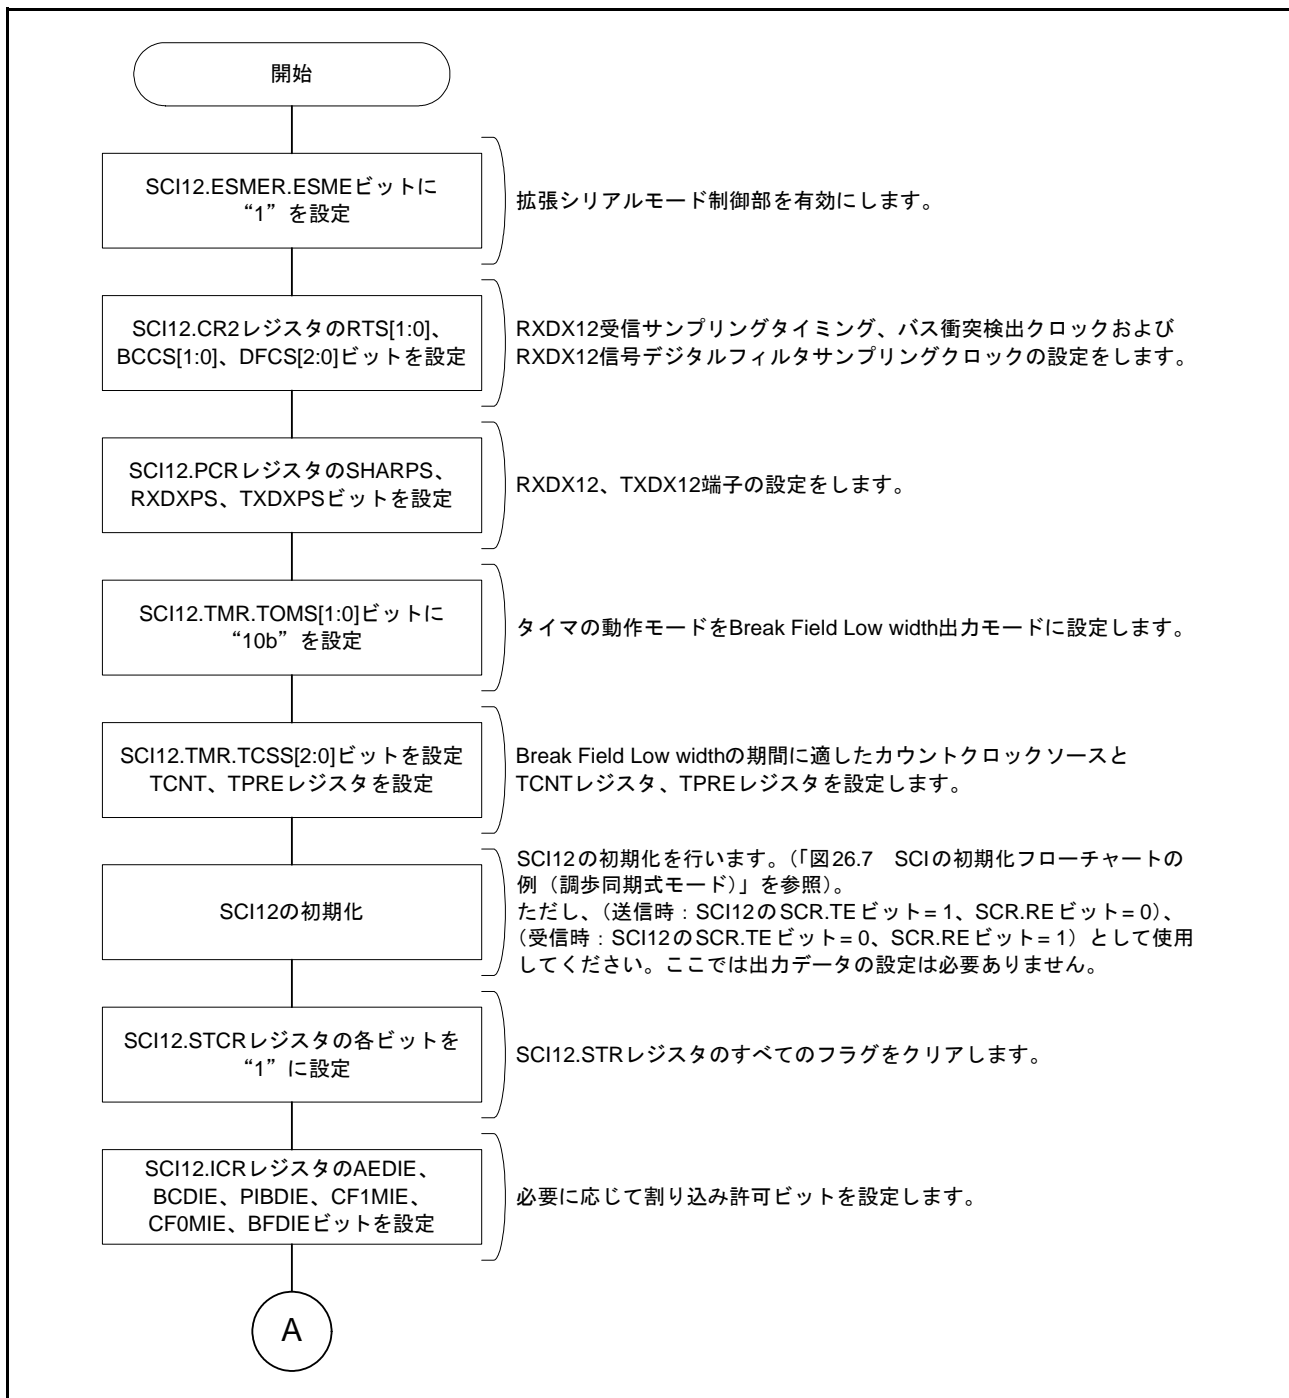 開始
SCI12.ESMER.ESMEビットに
“1”を設定
拡張シリアルモード制御部を有効にします。
SCI12.CR2レジスタのRTS[1:0]、
BCCS[1:0]、DFCS[2:0]ビットを設定
RXDX12受信サンプリングタイミング、バス衝突検出クロックおよび
RXDX12信号デジタルフィルタサンプリングクロックの設定をします。
SCI12.PCRレジスタのSHARPS、
RXDXPS、TXDXPSビットを設定
RXDX12、TXDX12端子の設定をします。
SCI12.TMR.TOMS[1:0]ビットに
“10b”を設定
タイマの動作モードをBreak Field Low width出力モードに設定します。
SCI12.TMR.TCSS[2:0]ビットを設定
TCNT、TPREレジスタを設定
Break Field Low widthの期間に適したカウントクロックソースと
TCNTレジスタ、TPREレジスタを設定します。
SCI12の初期化
SCI12の初期化を行います。(「図26.7 SCIの初期化フローチャートの
例（調歩同期式モード）」を参照）。
ただし、（送信時：SCI12のSCR.TEビット= 1、SCR.REビット= 0）、
（受信時：SCI12のSCR.TEビット= 0、SCR.REビット= 1）として使用
してください。ここでは出力データの設定は必要ありません。
SCI12.STCRレジスタの各ビットを
“1”に設定
SCI12.STRレジスタのすべてのフラグをクリアします。
SCI12.ICRレジスタのAEDIE、
BCDIE、PIBDIE、CF1MIE、
CF0MIE、BFDIEビットを設定
必要に応じて割り込み許可ビットを設定します。
A